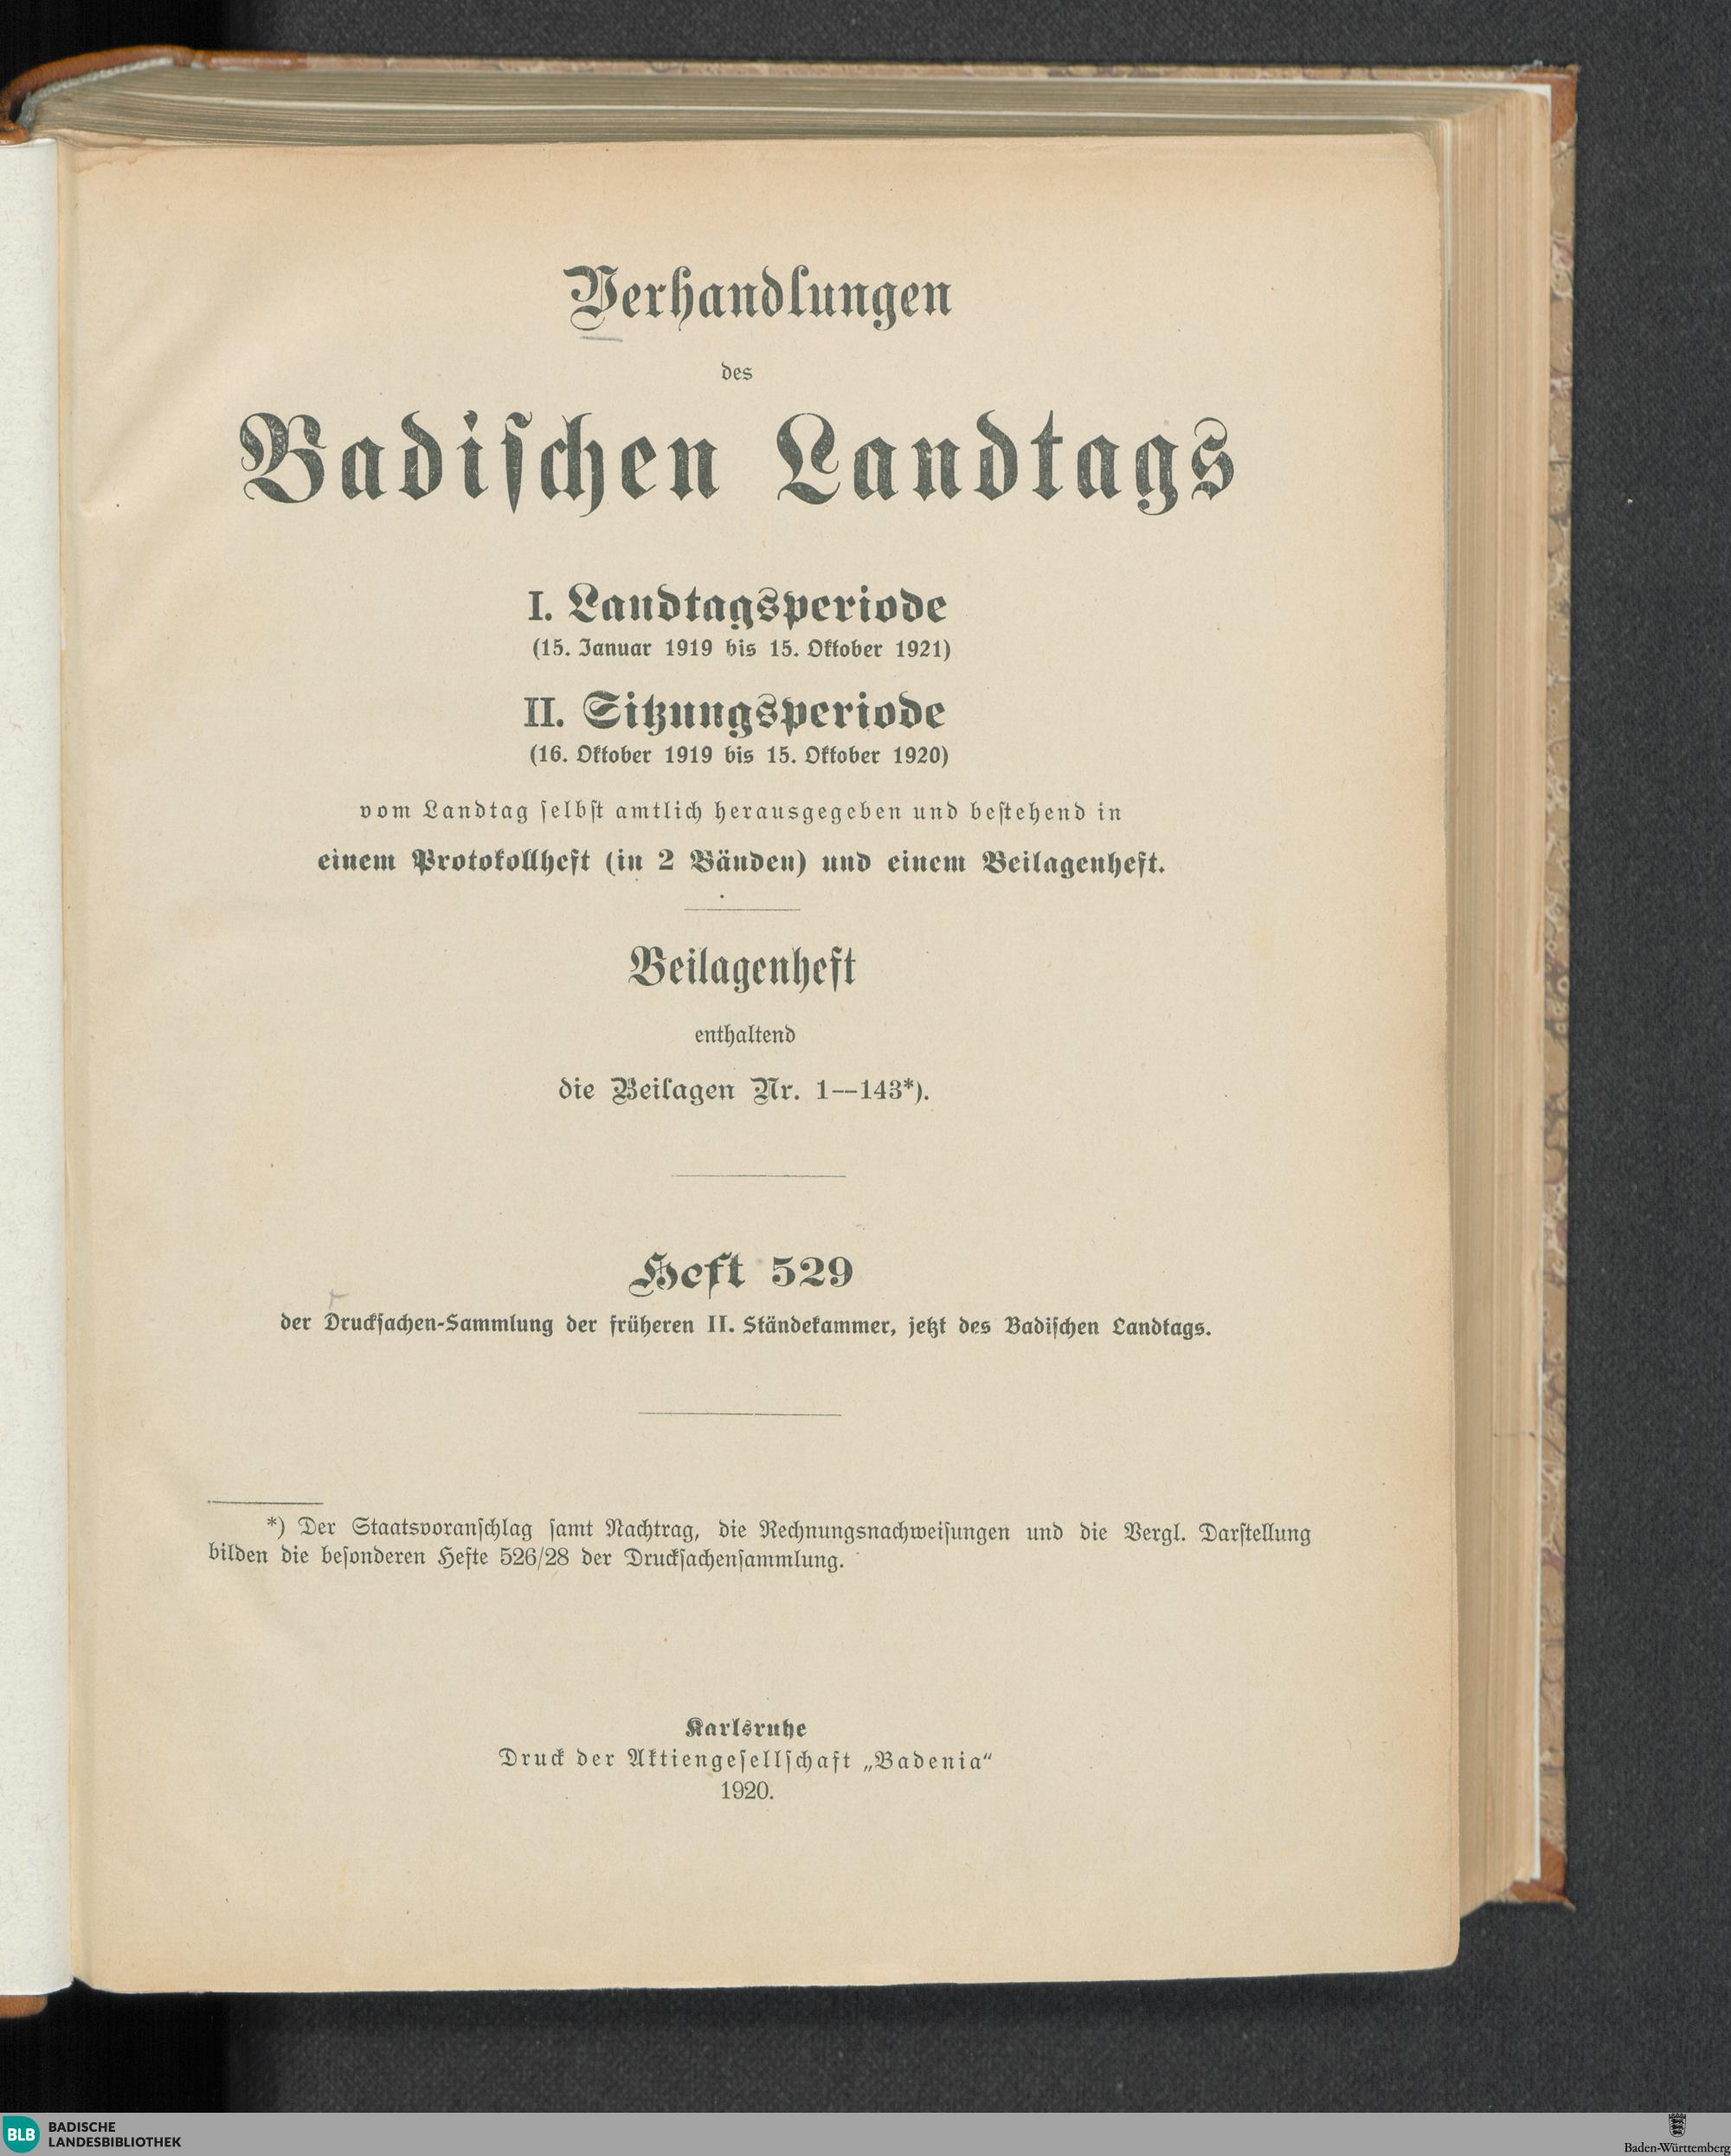 Verhandlungen
des
Badischen Landtags
I. Landtagsperiode
(15. Januar 1919 bis 15. Oktober 1921)
II. Sitzungsperiode
(16. Oktober 1919 bis 15. Oktober 1920)
vom Landtag selbst amtlich herausgegeben und bestehend in
einem Protokollheft (in 2 Bänden) und einem Beilagenheft.
Beilagenheft
enthaltend
die Beilagen Nr. 1—143*).
Heft 529
der Drucksachen-Sammlung der früheren II. Ständekammer, jetzt des Badischen Landtags.
*) Der Staatsvoranschlag samt Nachtrag, die Rechnungsnachweisungen und die Vergl. Darstellung
bilden die besonderen Hefte 526/28 der Drucksachensammlung.
Karlsruhe
Druck der Aktiengesellschaft „Badenia“
1920.
BLB BADISCHE
LANDESBIBLIOTHEK
Baden-Württemberg